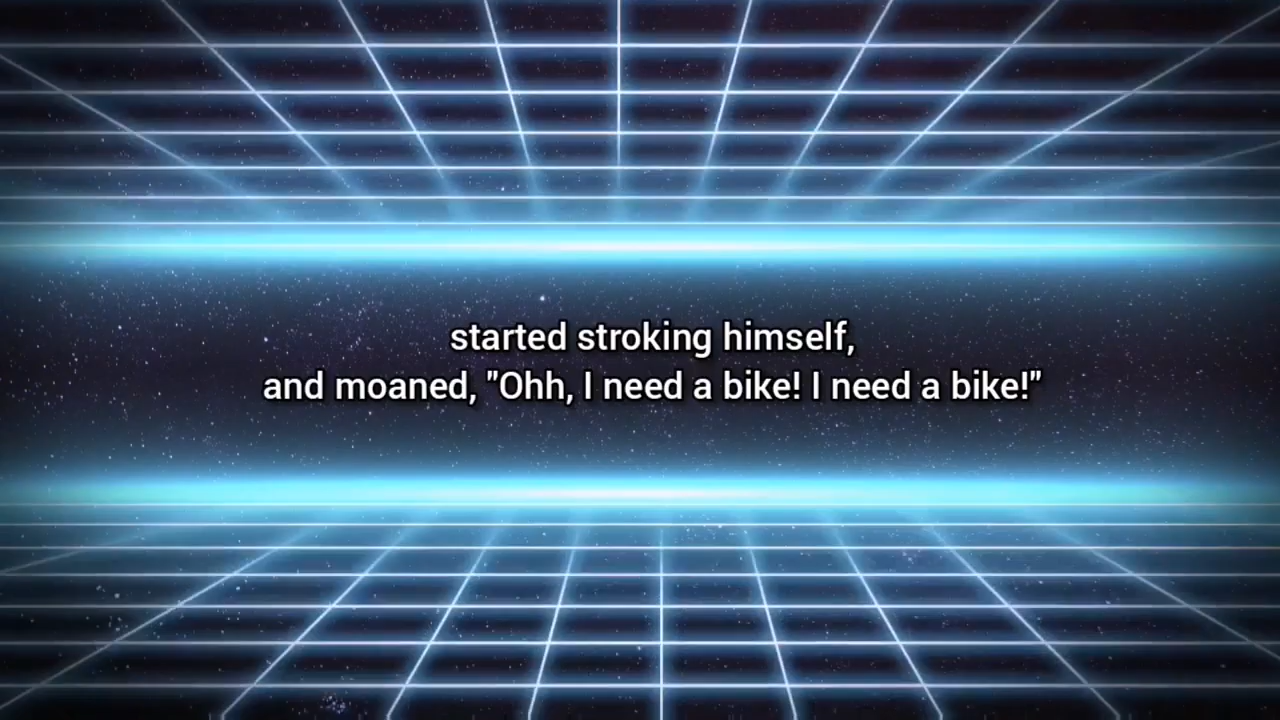 started stroking himself,
and moaned, "Ohh, I need a bike! I need a bike!"